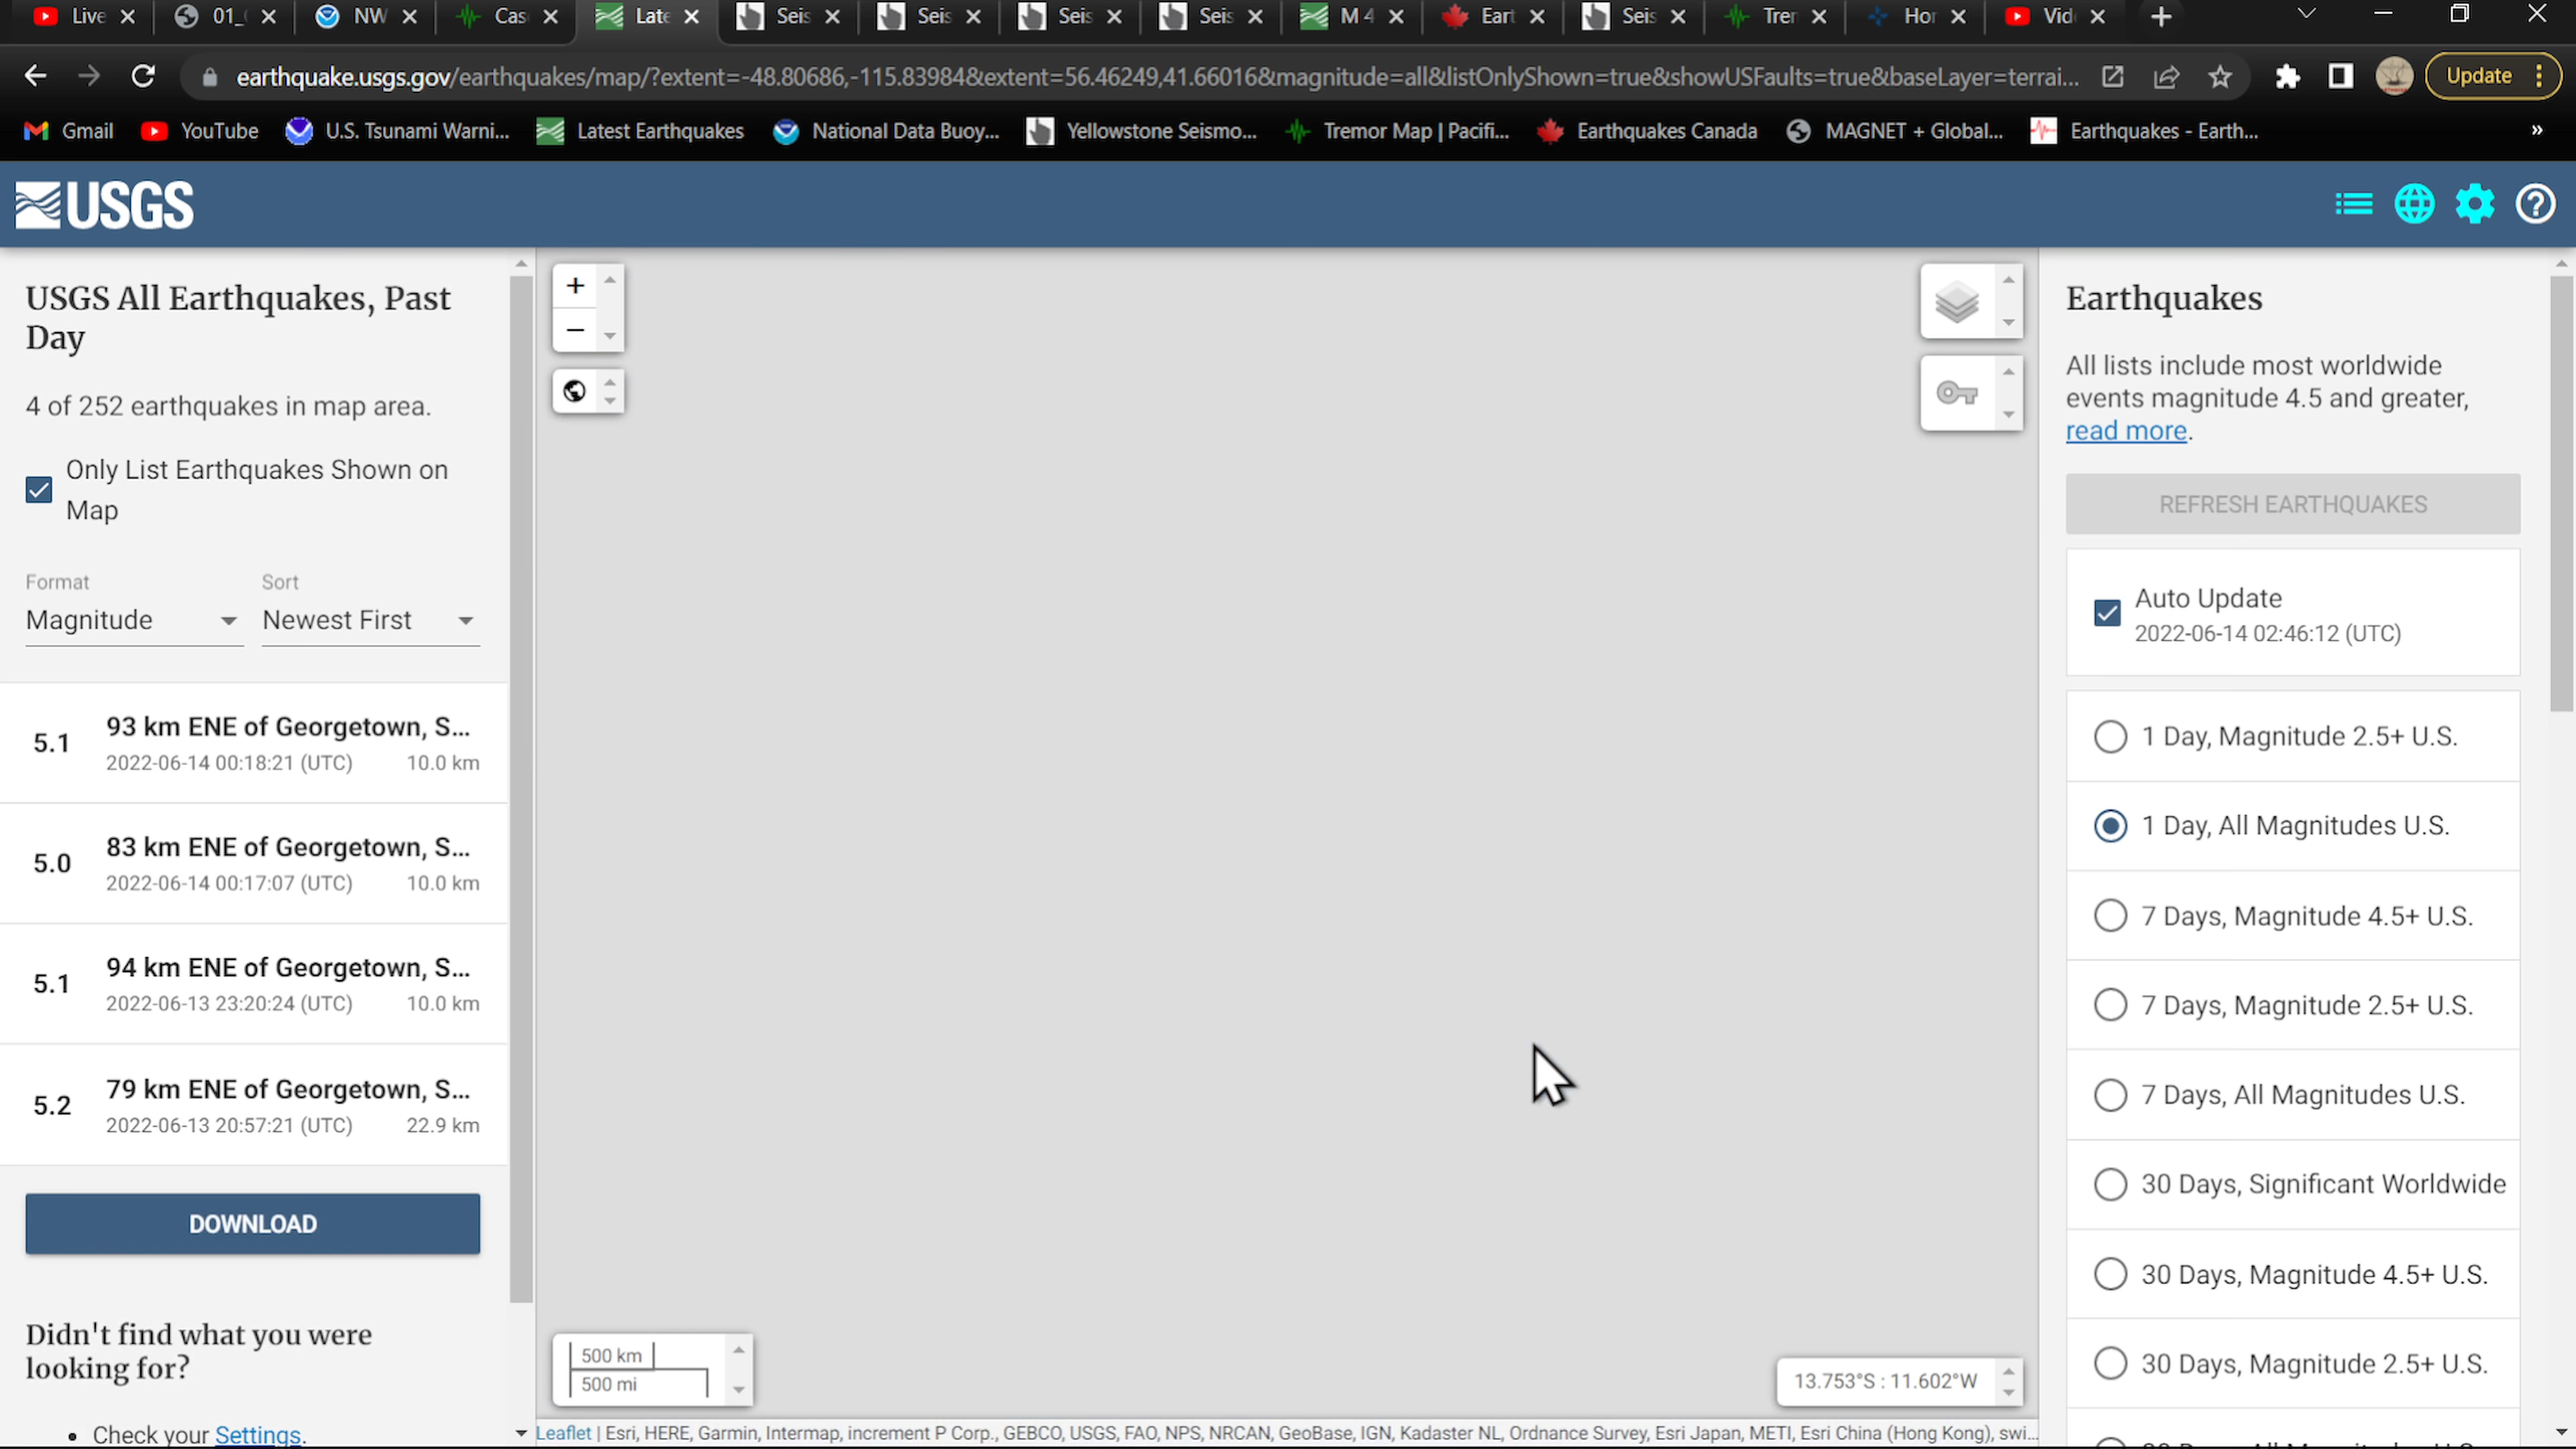 Live
01_
NW
Cas
Late
Seis
Seis
Seis
Seis
M 4
Eart
Seis
Tre
Hor
Vid
earthquake.usgs.gov/earthquakes/map/?extent=-48.80686,-115.83984&extent=56.46249,41.66016&magnitude=all&listOnlyShown=true&showUSFaults=true&baseLayer=terrai...
Update
Gmail
YouTube
U.S. Tsunami Warni...
Latest Earthquakes
National Data Buoy...
Yellowstone Seismo...
Tremor Map | Pacifi...
Earthquakes Canada
MAGNET + Global...
Earthquakes - Earth...
»
USGS
USGS All Earthquakes, Past
Day
4 of 252 earthquakes in map area.
Only List Earthquakes Shown on
Map
Format
Sort
Magnitude
Newest First
5.1
93 km ENE of Georgetown, S...
2022-06-14 00:18:21 (UTC) 10.0 km
5.0
83 km ENE of Georgetown, S...
2022-06-14 00:17:07 (UTC) 10.0 km
5.1
94 km ENE of Georgetown, S...
2022-06-13 23:20:24 (UTC) 10.0 km
5.2
79 km ENE of Georgetown, S...
2022-06-13 20:57:21 (UTC) 22.9 km
DOWNLOAD
Didn't find what you were
looking for?
• Check your Settings.
+
−
500 km
500 mi
13.753°S : 11.602°W
Leaflet | Esri, HERE, Garmin, Intermap, increment P Corp., GEBCO, USGS, FAO, NPS, NRCAN, GeoBase, IGN, Kadaster NL, Ordnance Survey, Esri Japan, METI, Esri China (Hong Kong), swi...
Earthquakes
All lists include most worldwide
events magnitude 4.5 and greater,
read more.
REFRESH EARTHQUAKES
Auto Update
2022-06-14 02:46:12 (UTC)
1 Day, Magnitude 2.5+ U.S.
1 Day, All Magnitudes U.S.
7 Days, Magnitude 4.5+ U.S.
7 Days, Magnitude 2.5+ U.S.
7 Days, All Magnitudes U.S.
30 Days, Significant Worldwide
30 Days, Magnitude 4.5+ U.S.
30 Days, Magnitude 2.5+ U.S.